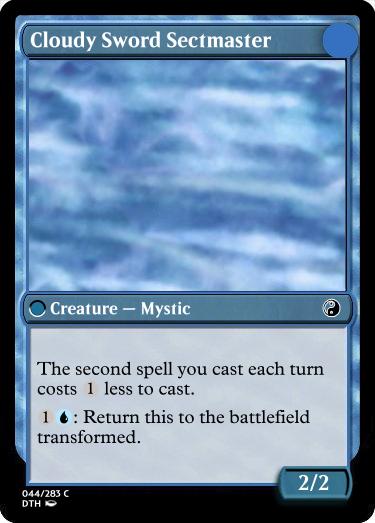 Cloudy Sword Sectmaster
Creature — Mystic
The second spell you cast each turn
costs 1 less to cast.
1 : Return this to the battlefield
transformed.
2/2
044/283 C
DTH